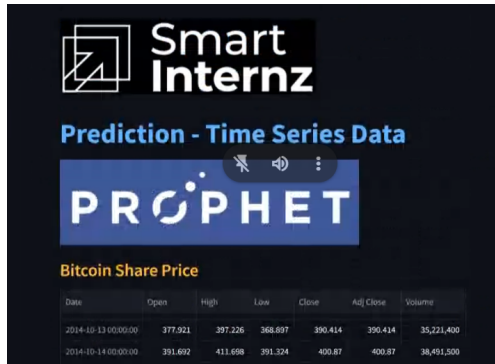 Smart
Internz
Prediction - Time Series Data
PROPHET
Bitcoin Share Price
Date Open High Low Close Adj Close Volume
2014-10-13 00:00:00 377.921 397.226 368.897 390.414 390.414 35,221,400
2014-10-14 00:00:00 391.692 411.698 391.324 400.87 400.87 38,491,500